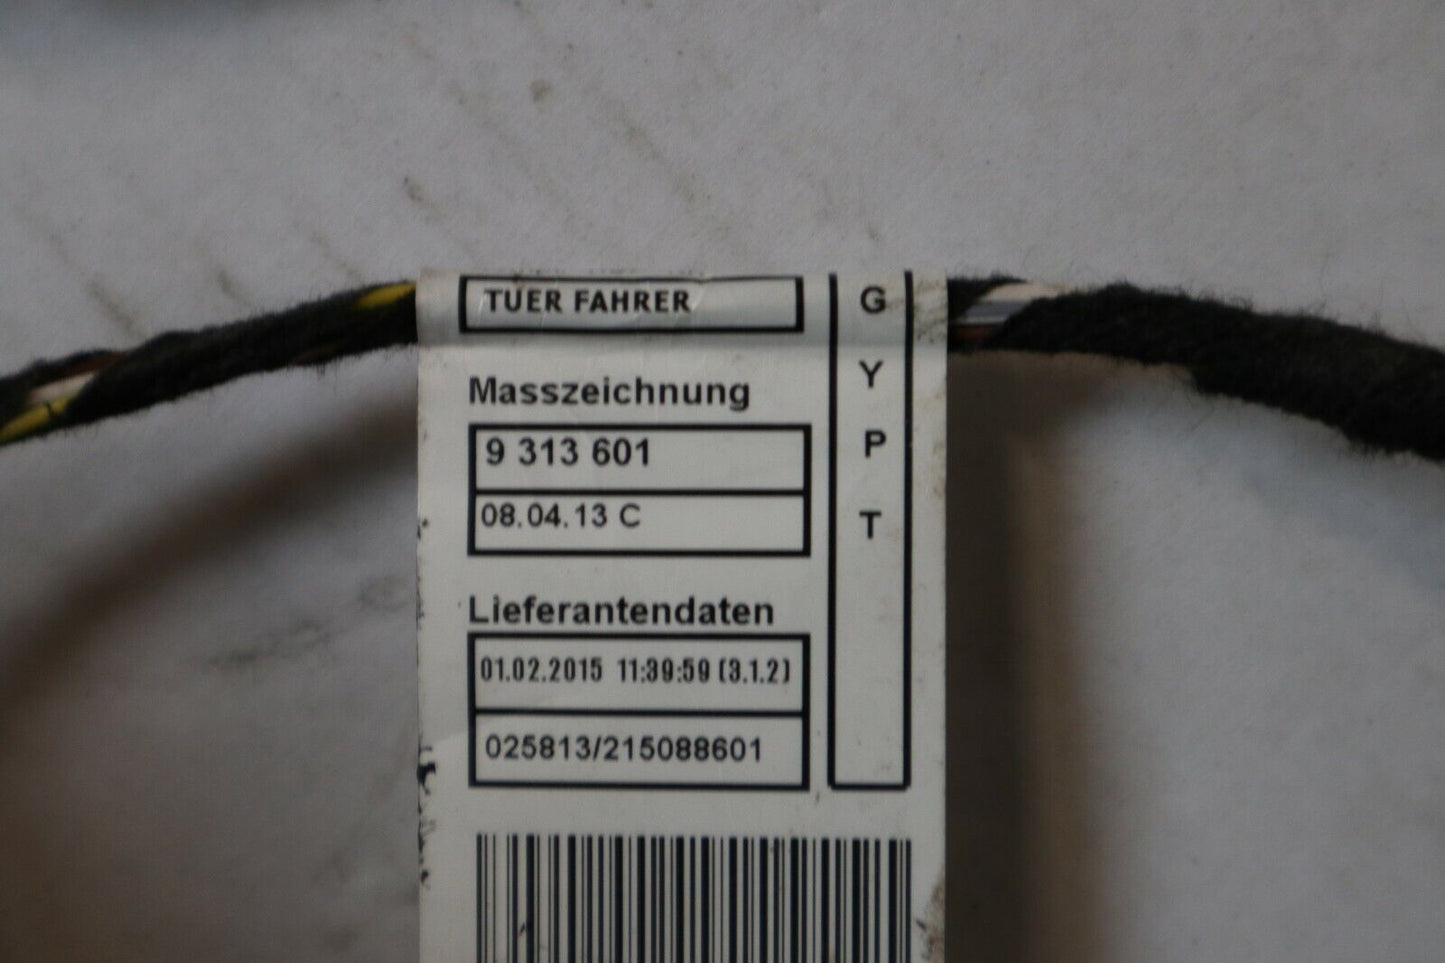 TUER FAHRER
Masszeichnung
9 313 601
08.04.13 C
Lieferantendaten
01.02.2015 11:39:59 (3.1.2)
025813/215088601
G
Y
P
T